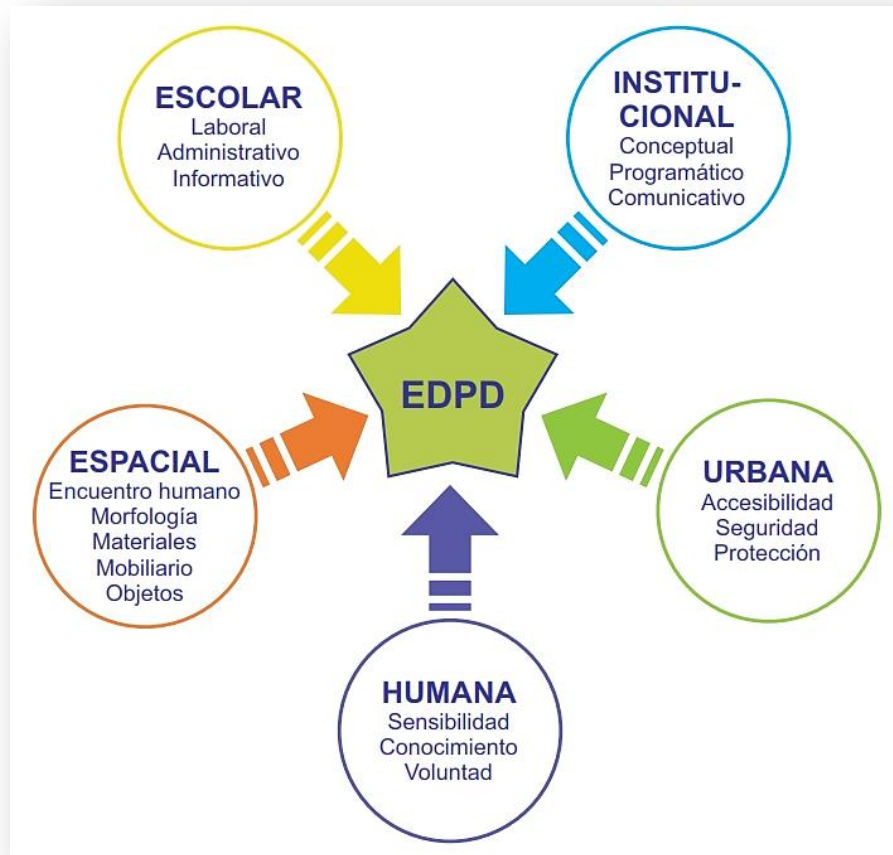 ESCOLAR
Laboral
Administrativo
Informativo
INSTITU-
CIONAL
Conceptual
Programático
Comunicativo
EDPD
ESPACIAL
Encuentro humano
Morfología
Materiales
Mobiliario
Objetos
URBANA
Accesibilidad
Seguridad
Protección
HUMANA
Sensibilidad
Conocimiento
Voluntad